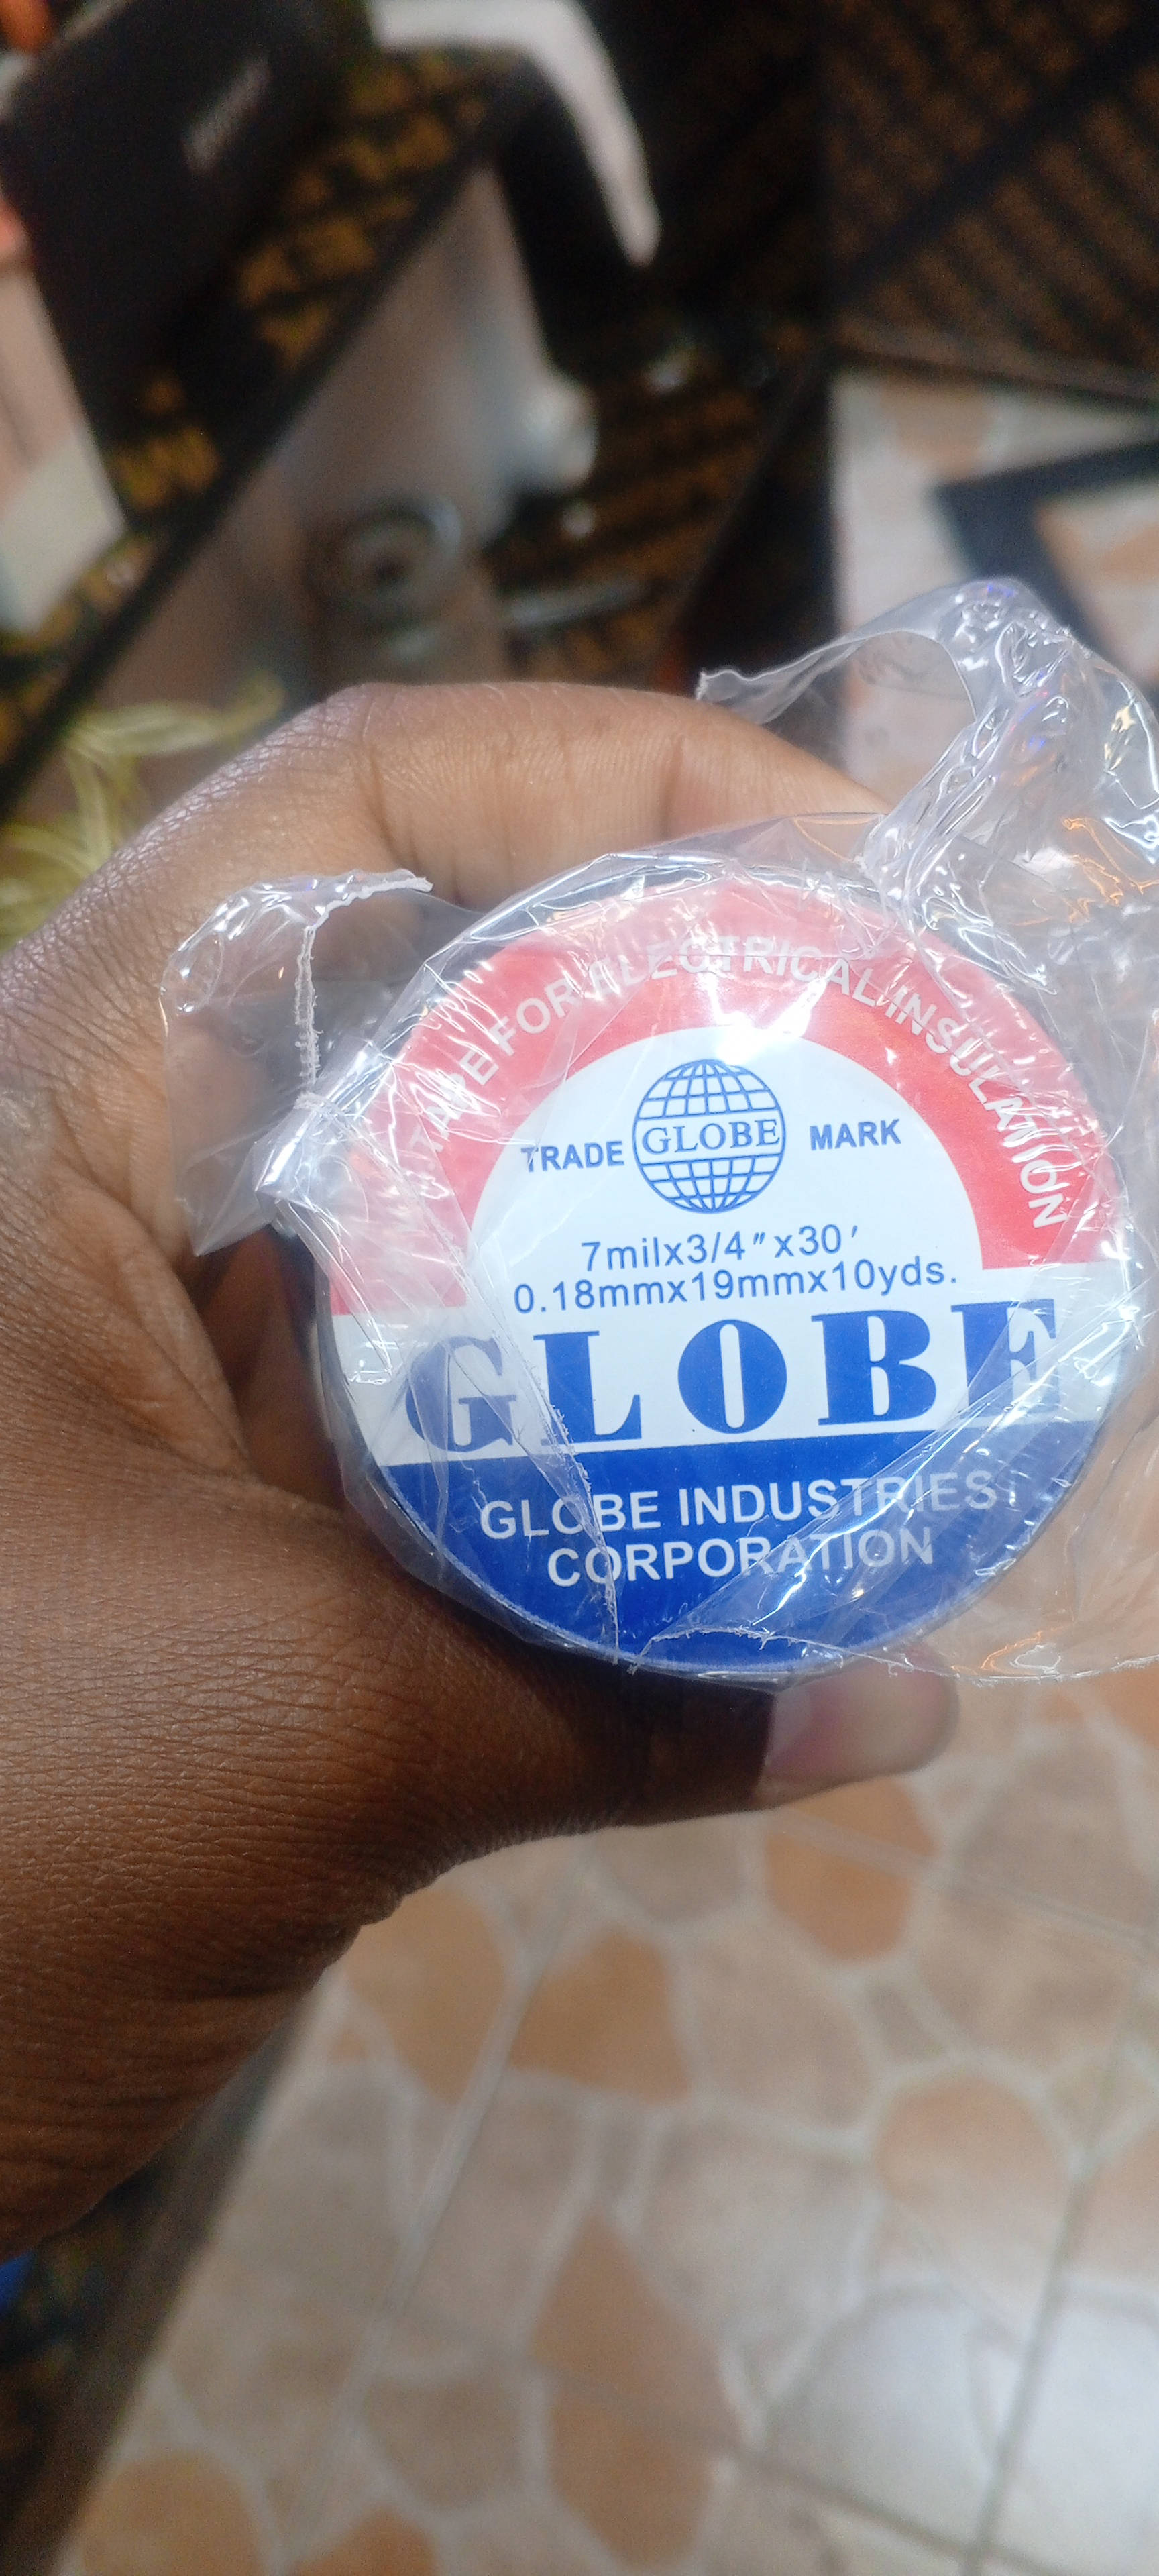 TAPE FOR ELECTRICAL INSULATION
TRADE GLOBE MARK
7milx3/4"x30'
0.18mmx19mmx10yds.
GLOBE
GLOBE INDUSTRIES
CORPORATION